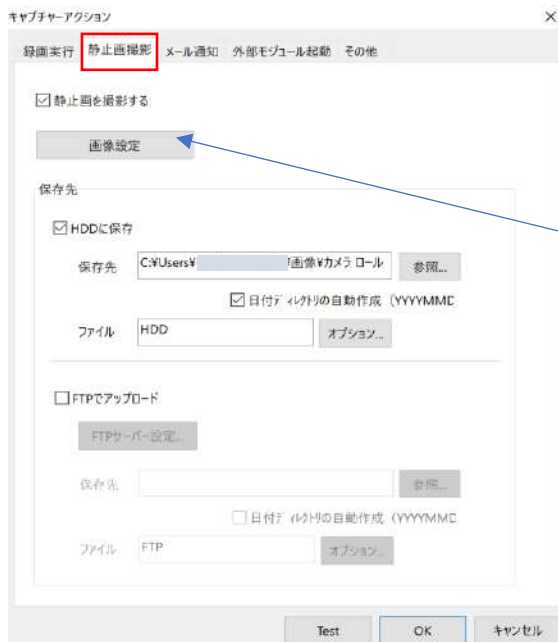 キャプチャーアクション
録画実行 静止画撮影 メール通知 外部モジュール起動 その他
静止画を撮影する
画像設定
保存先
HDDに保存
保存先 C:¥Users¥ 画像¥カメラ ロール 参照...
日付ディレクトリの自動作成 (YYYYMMD
ファイル HDD オプション...
FTPでアップロード
FTPサーバー設定...
保存先 参照...
日付ディレクトリの自動作成 (YYYYMMD
ファイル FTP オプション...
Test OK キャンセル